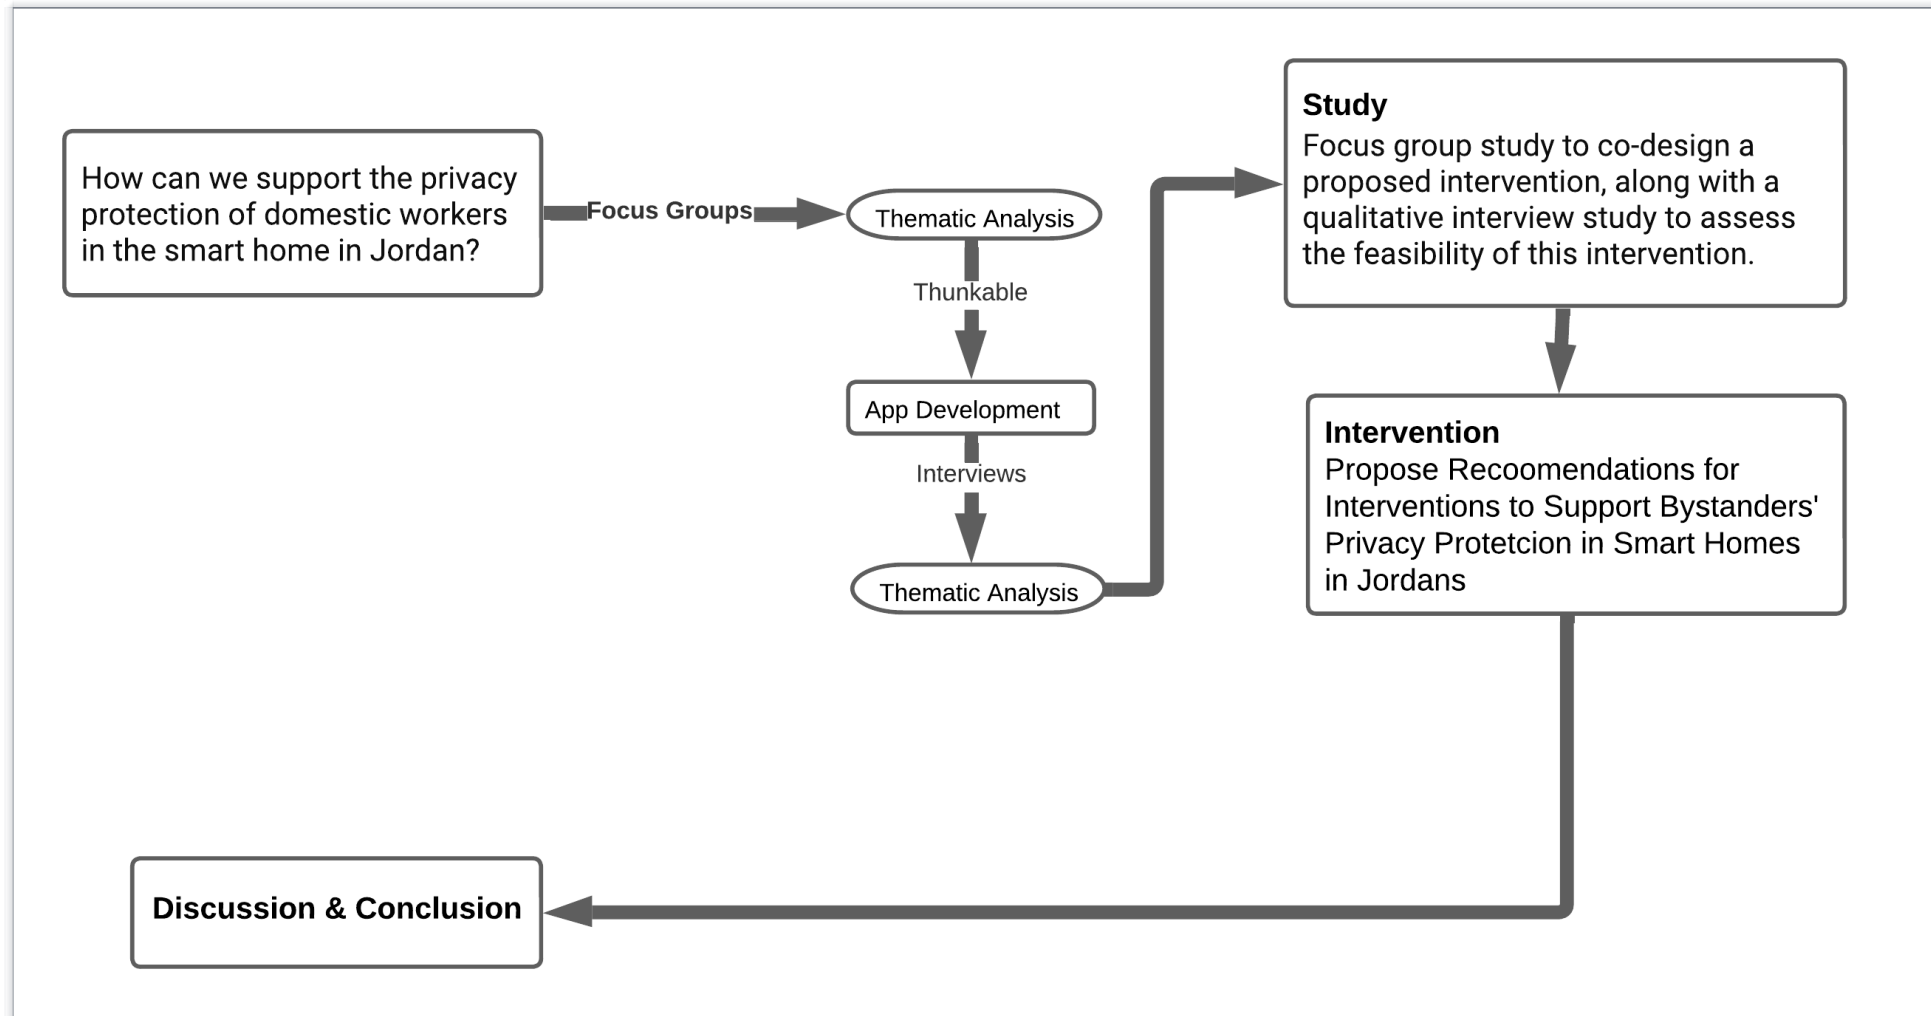 How can we support the privacy
protection of domestic workers
in the smart home in Jordan?
Focus Groups
Thematic Analysis
Thunkable
App Development
Interviews
Thematic Analysis
Study
Focus group study to co-design a
proposed intervention, along with a
qualitative interview study to assess
the feasibility of this intervention.
Intervention
Propose Recoomendations for
Interventions to Support Bystanders'
Privacy Protetcion in Smart Homes
in Jordans
Discussion & Conclusion